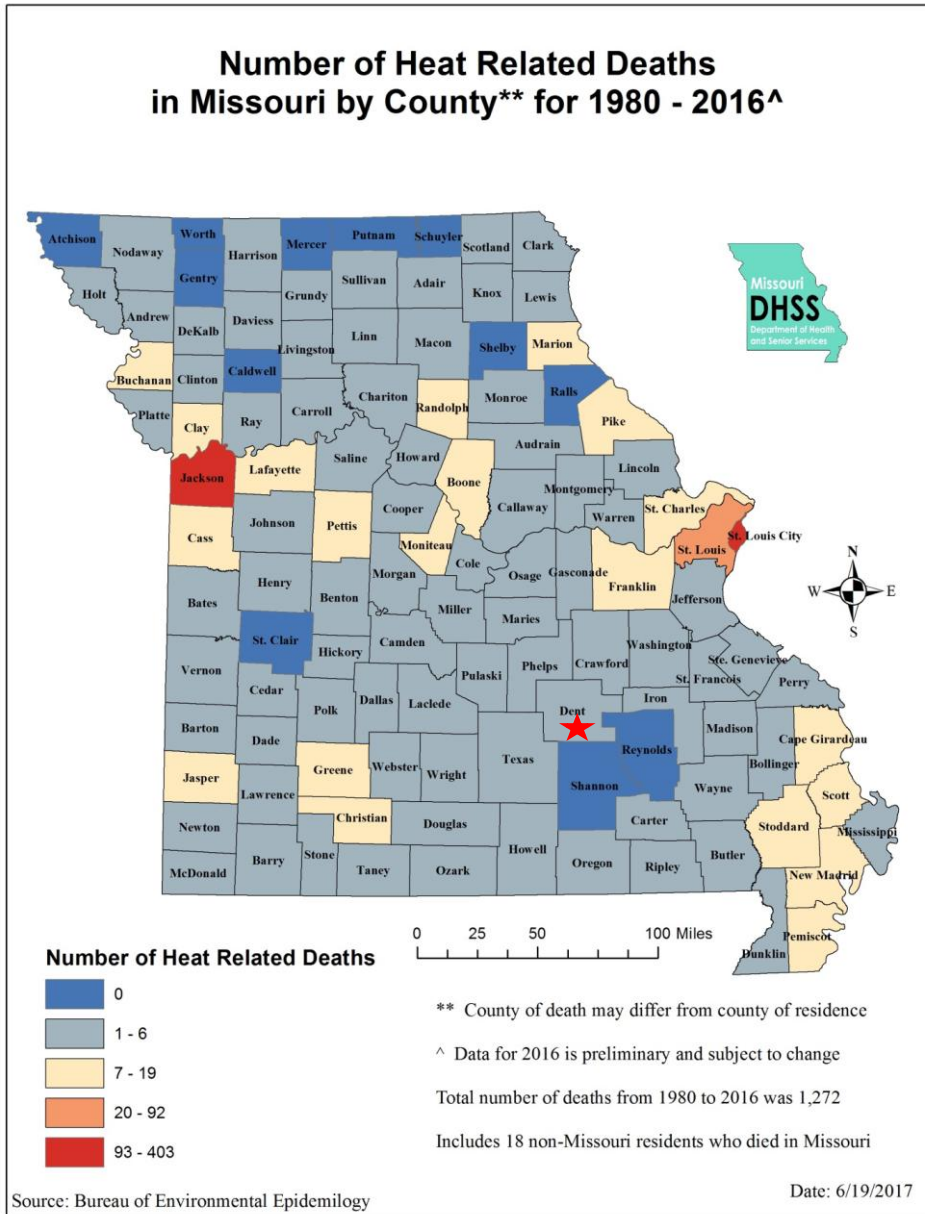 Number of Heat Related Deaths
in Missouri by County** for 1980 - 2016^
Atchison
Nodaway
Worth
Gentry
Harrison
Mercer
Putnam
Schuyler
Scotland
Clark
Holt
Andrew
DeKalb
Daviess
Grundy
Sullivan
Adair
Knox
Lewis
Buchanan
Clinton
Caldwell
Livingston
Linn
Macon
Shelby
Marion
Platte
Clay
Ray
Carroll
Chariton
Randolph
Monroe
Ralls
Pike
Jackson
Lafayette
Saline
Howard
Boone
Audrain
Callaway
Montgomery
Lincoln
Warren
St. Charles
St. Louis
St. Louis City
Cass
Johnson
Pettis
Cooper
Moniteau
Cole
Osage
Gasconade
Franklin
Jefferson
Bates
Henry
Benton
Morgan
Miller
Maries
Vernon
St. Clair
Hickory
Camden
Pulaski
Phelps
Crawford
Washington
St. Francois
Ste. Genevieve
Perry
Cedar
Polk
Dallas
Laclede
Dent
Iron
Madison
Bollinger
Cape Girardeau
Barton
Dade
Greene
Webster
Wright
Texas
Shannon
Reynolds
Wayne
Scott
Jasper
Lawrence
Christian
Douglas
Howell
Carter
Butler
Stoddard
Mississippi
Newton
McDonald
Barry
Stone
Taney
Ozark
Oregon
Ripley
New Madrid
Dunklin
Pemiscot
Missouri
DHSS
Department of Health
and Senior Services
N
W E
S
0 25 50 100 Miles
Number of Heat Related Deaths
0
1 - 6
7 - 19
20 - 92
93 - 403
** County of death may differ from county of residence
^ Data for 2016 is preliminary and subject to change
Total number of deaths from 1980 to 2016 was 1,272
Includes 18 non-Missouri residents who died in Missouri
Source: Bureau of Environmental Epidemilogy
Date: 6/19/2017